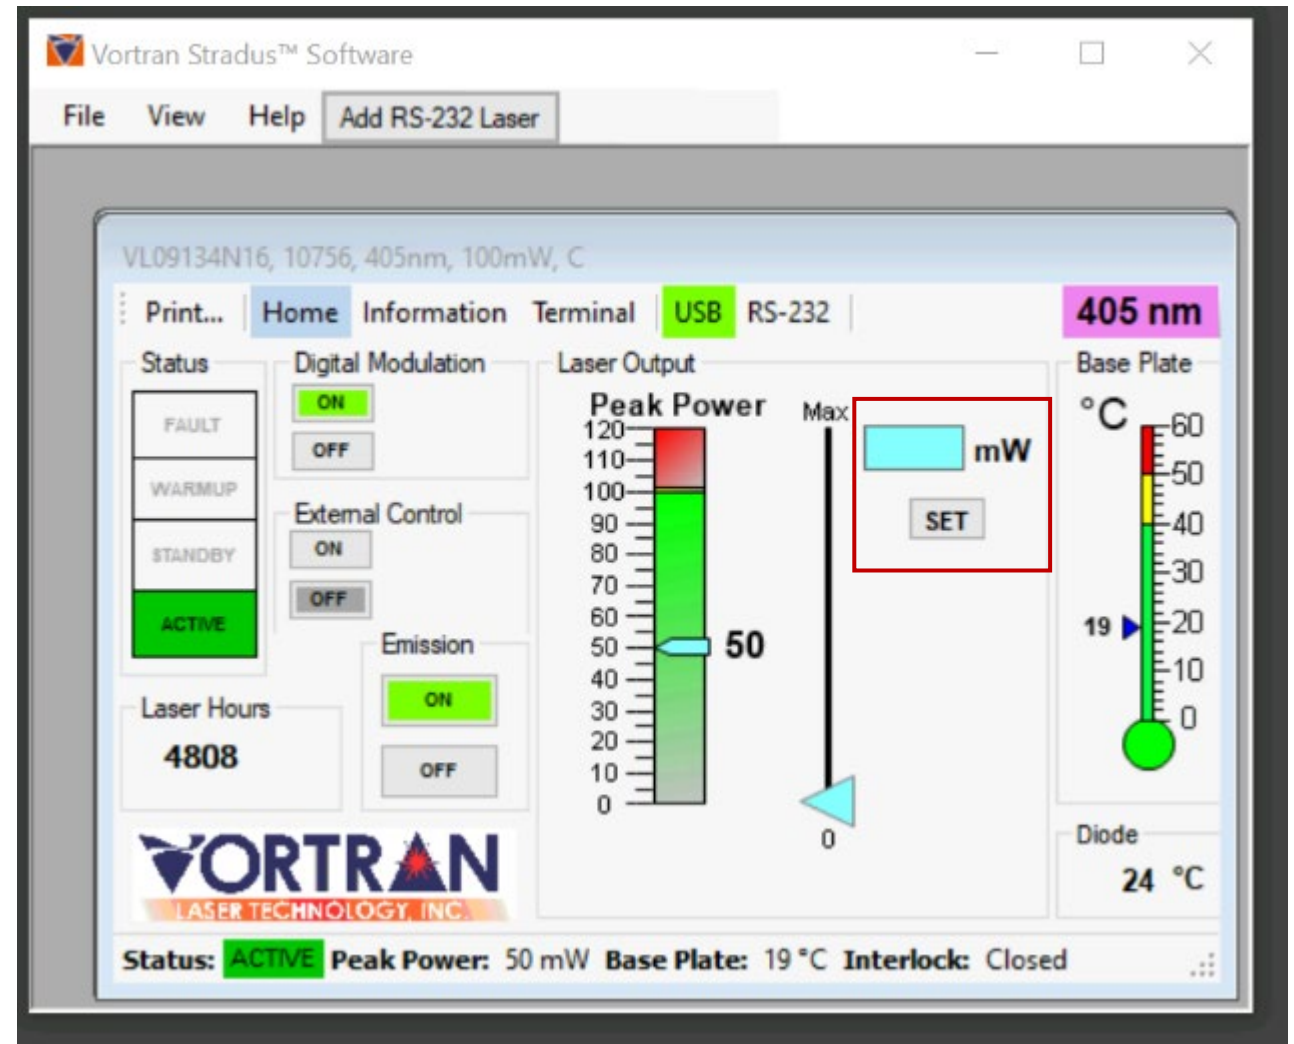 Vortran Stradus™ Software
File View Help Add RS-232 Laser
VL09134N16, 10756, 405nm, 100mW, C
Print... Home Information Terminal USB RS-232 405 nm
Status
FAULT
WARMUP
STANDBY
ACTIVE
Digital Modulation
ON
OFF
External Control
ON
OFF
Emission
ON
OFF
Laser Hours
4808
VORTRAN
LASER TECHNOLOGY, INC.
Laser Output
Peak Power
120
110
100
90
80
70
60
50
40
30
20
10
0
50
Max
0
mW
SET
Base Plate
°C
60
50
40
30
20
10
0
19
Diode
24 °C
Status: ACTIVE Peak Power: 50 mW Base Plate: 19 °C Interlock: Closed